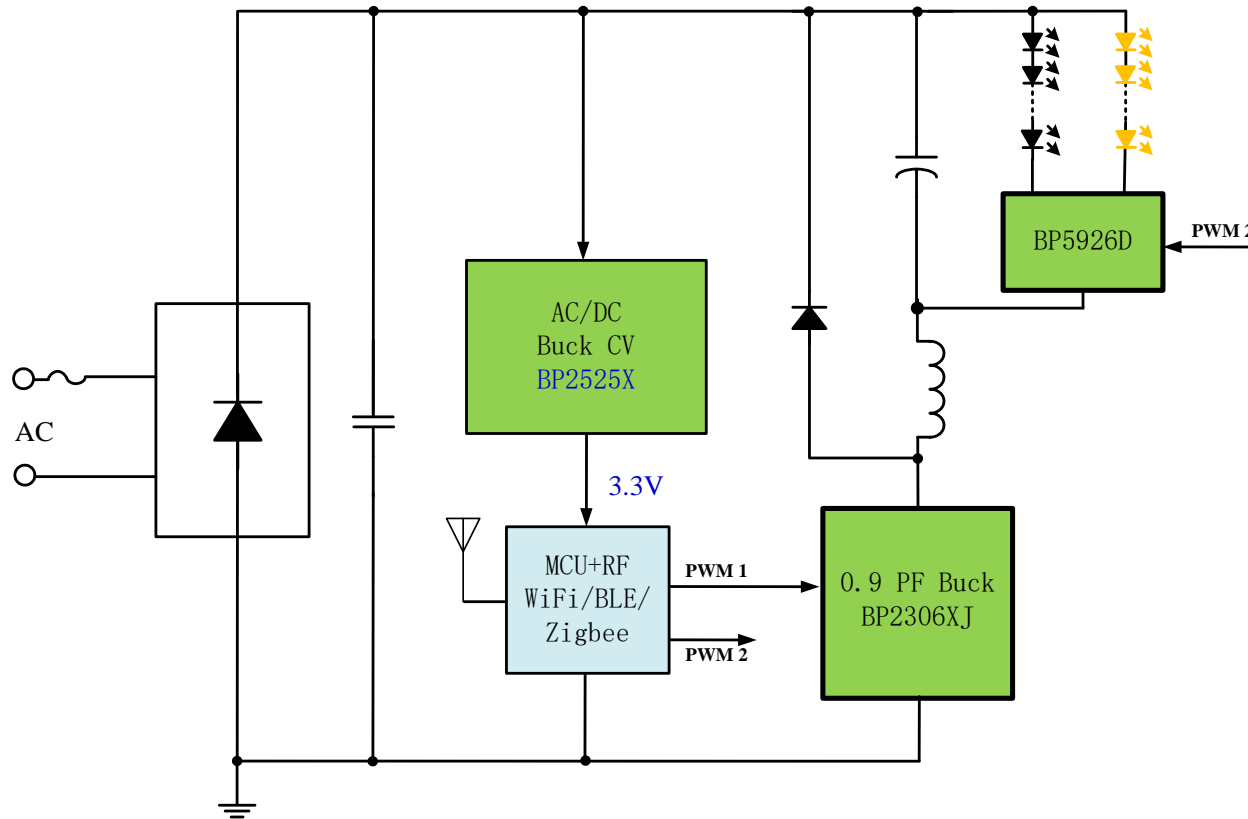 BP5926D
PWM 2
AC/DC
Buck CV
BP2525X
AC
3.3V
MCU+RF
WiFi/BLE/
Zigbee
PWM 1
PWM 2
0.9 PF Buck
BP2306XJ